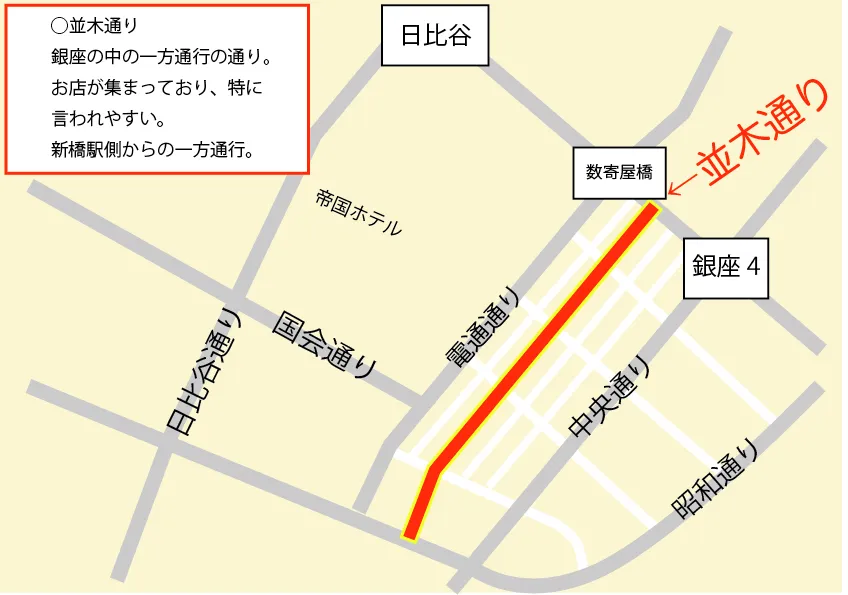 〇並木通り
銀座の中の一方通行の通り。
お店が集まっており、特に
言われやすい。
新橋駅側からの一方通行。
日比谷
並木通り
数寄屋橋
帝国ホテル
銀座 4
国会通り
電通通り
日比谷通り
中央通り
昭和通り